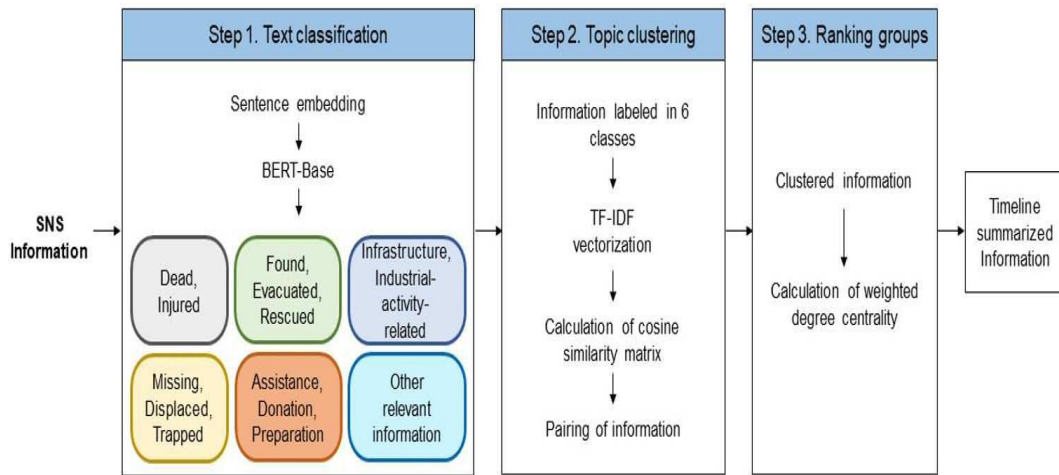 Step 1. Text classification
Step 2. Topic clustering
Step 3. Ranking groups
SNS
Information
Sentence embedding
BERT-Base
Dead,
Injured
Found,
Evacuated,
Rescued
Infrastructure,
Industrial-
activity-
related
Missing,
Displaced,
Trapped
Assistance,
Donation,
Preparation
Other
relevant
information
Information labeled in 6
classes
TF-IDF
vectorization
Calculation of cosine
similarity matrix
Pairing of information
Clustered information
Calculation of weighted
degree centrality
Timeline
summarized
Information